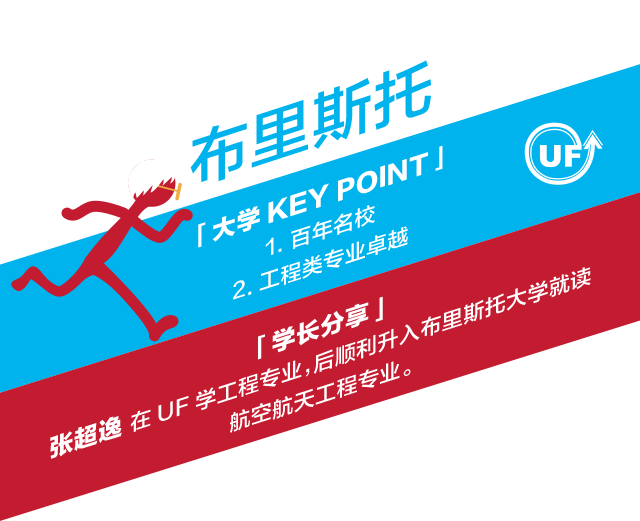 布里斯托
「大学 KEY POINT」
1. 百年名校
2. 工程类专业卓越
UF
「学长分享」
张超逸 在 UF 学工程专业，后顺利升入布里斯托大学就读
航空航天工程专业。